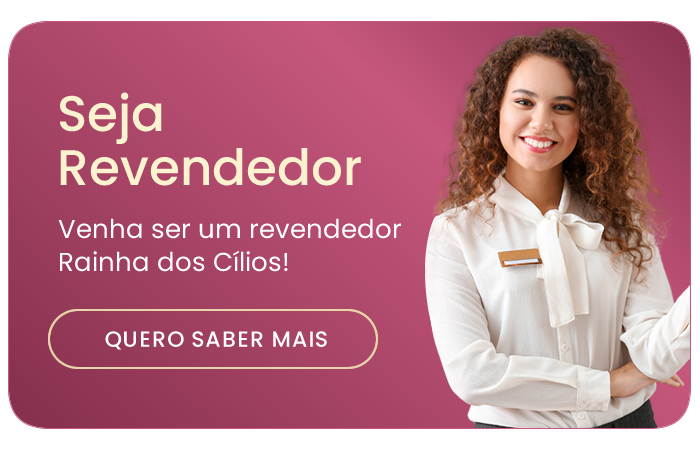 Seja
Revendedor
Venha ser um revendedor
Rainha dos Cílios!
QUERO SABER MAIS